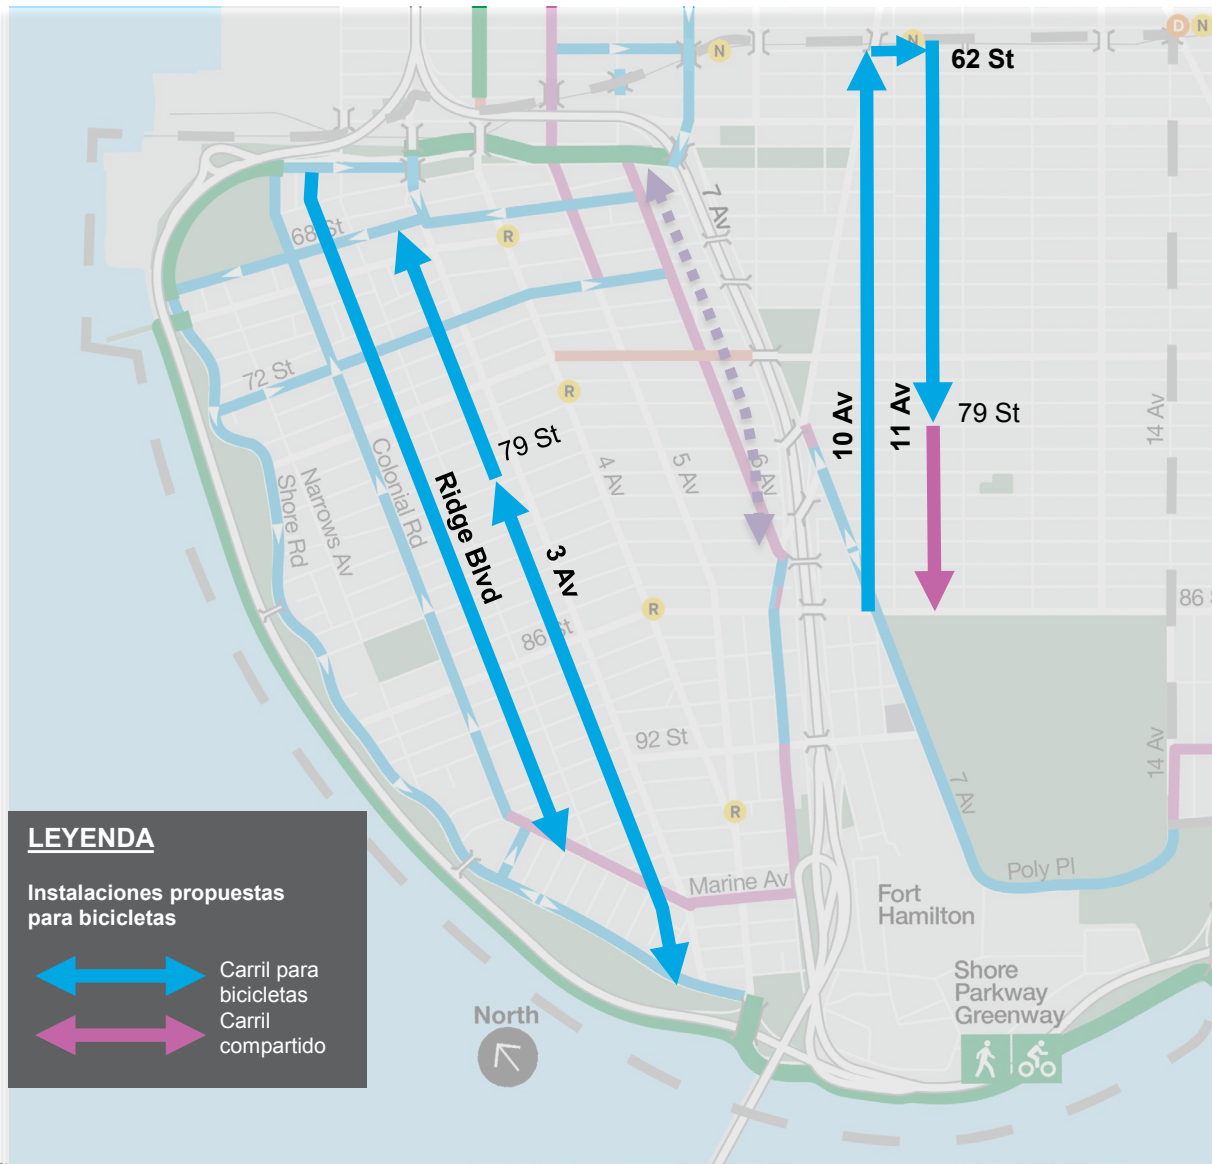 D
N
N
N
62 St
7 Av
68 St
R
72 St
R
79 St
10 Av
11 Av
79 St
14 Av
Colonial Rd
Narrows Av
Shore Rd
Ridge Blvd
3 Av
4 Av
5 Av
6 Av
86 St
R
86 S
92 St
14 Av
7 Av
R
Poly Pl
Marine Av
Fort
Hamilton
Shore
Parkway
Greenway
North
LEYENDA
Instalaciones propuestas
para bicicletas
Carril para
bicicletas
Carril
compartido